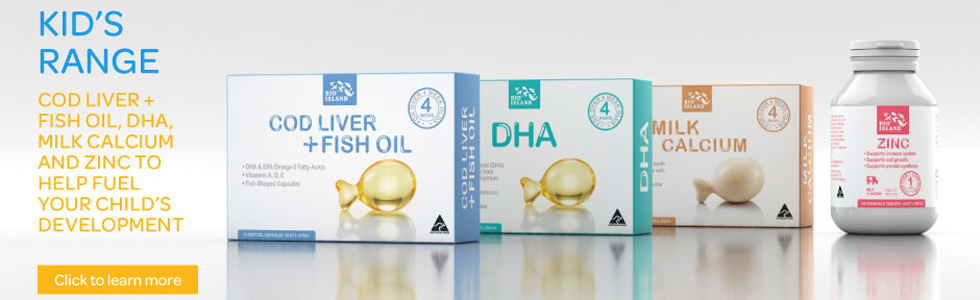 KID'S
RANGE
COD LIVER +
FISH OIL, DHA,
MILK CALCIUM
AND ZINC TO
HELP FUEL
YOUR CHILD'S
DEVELOPMENT
Click to learn more
BIO
ISLAND
4
COD LIVER
+FISH OIL
• DHA & EPA Omega-3 Fatty Acids
• Vitamins A, D, E
• Fish-Shaped Capsules
COD LIVER
+ FISH OIL
BIO
ISLAND
4
DHA
DHA
BIO
ISLAND
4
MILK
CALCIUM
MILK
CALCIUM
BIO
ISLAND
ZINC
• Supports immune system
• Supports cell growth
• Supports protein synthesis
1